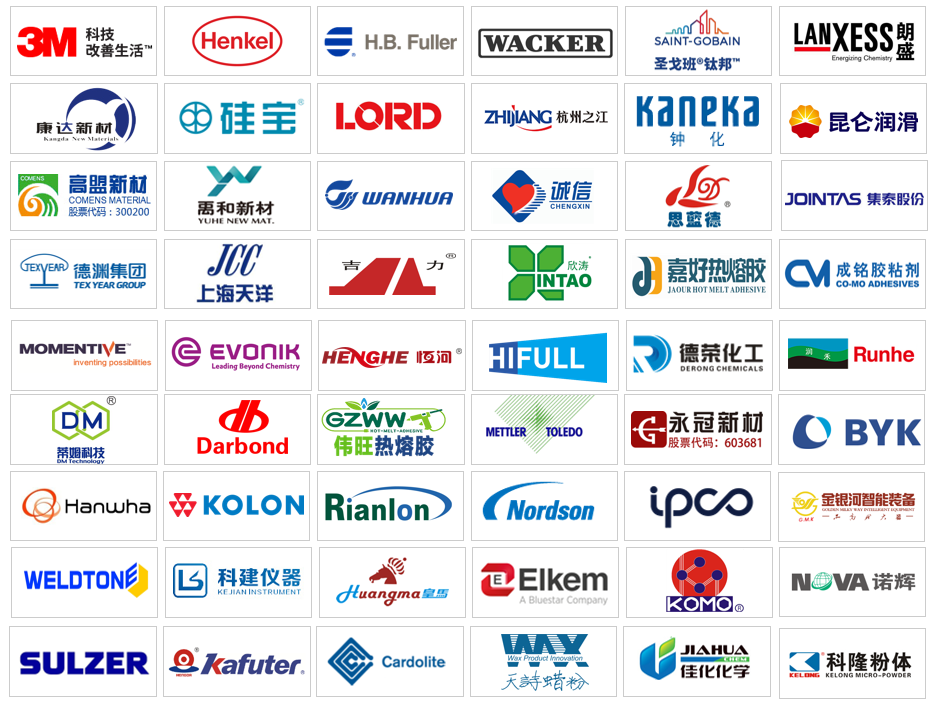 3M 科技
改善生活™
Henkel
H.B. Fuller
WACKER
SAINT-GOBAIN
圣戈班®钛邦™
LANXESS 朗盛
Energizing Chemistry
康达新材
Kangda New Materials
硅宝®
LORD
ZHIJIANG 杭州之江
Kaneka
钟化
昆仑润滑
COMENS
高盟新材
COMENS MATERIAL
股票代码：300200
禹和新材
YUHE NEW MAT.
WANHUA
诚信
CHENGXIN
®
思蓝德
JOINTAS 集泰股份
TEXYEAR 德渊集团
TEX YEAR GROUP
JCC
上海天洋
吉力®
欣涛
XINTAO
嘉好热熔胶
JAOUR HOT MELT ADHESIVE
CM 成铭胶粘剂
CO-MO ADHESIVES
MOMENTIVE™
inventing possibilities
EVONIK
Leading Beyond Chemistry
HENGHE 恒河®
HIFULL
德荣化工
DERONG CHEMICALS
润禾 Runhe
DM®
蒂姆科技
DM Technology
Darbond
GZWW
HOT-MELT-ADHESIVE
伟旺热熔胶
METTLER TOLEDO
永冠新材
股票代码：603681
Hanwha
KOLON
Rianlon
Nordson
ipco
BYK
金银河智能装备
GOLDEN MILKY WAY INTELLIGENT EQUIPMENT
G.M.K
WELDTONE
科建仪器
KEJIAN INSTRUMENT
Huangma 皇馬
Elkem
A Bluestar Company
KOMO®
NOVA 诺辉
SULZER
Kafuter®
Cardolite
WAX
Wax Product Innovation
天诗蜡粉
JIAHUA
CHEM
佳化化学
科隆粉体
KELONG KELONG MICRO-POWDER